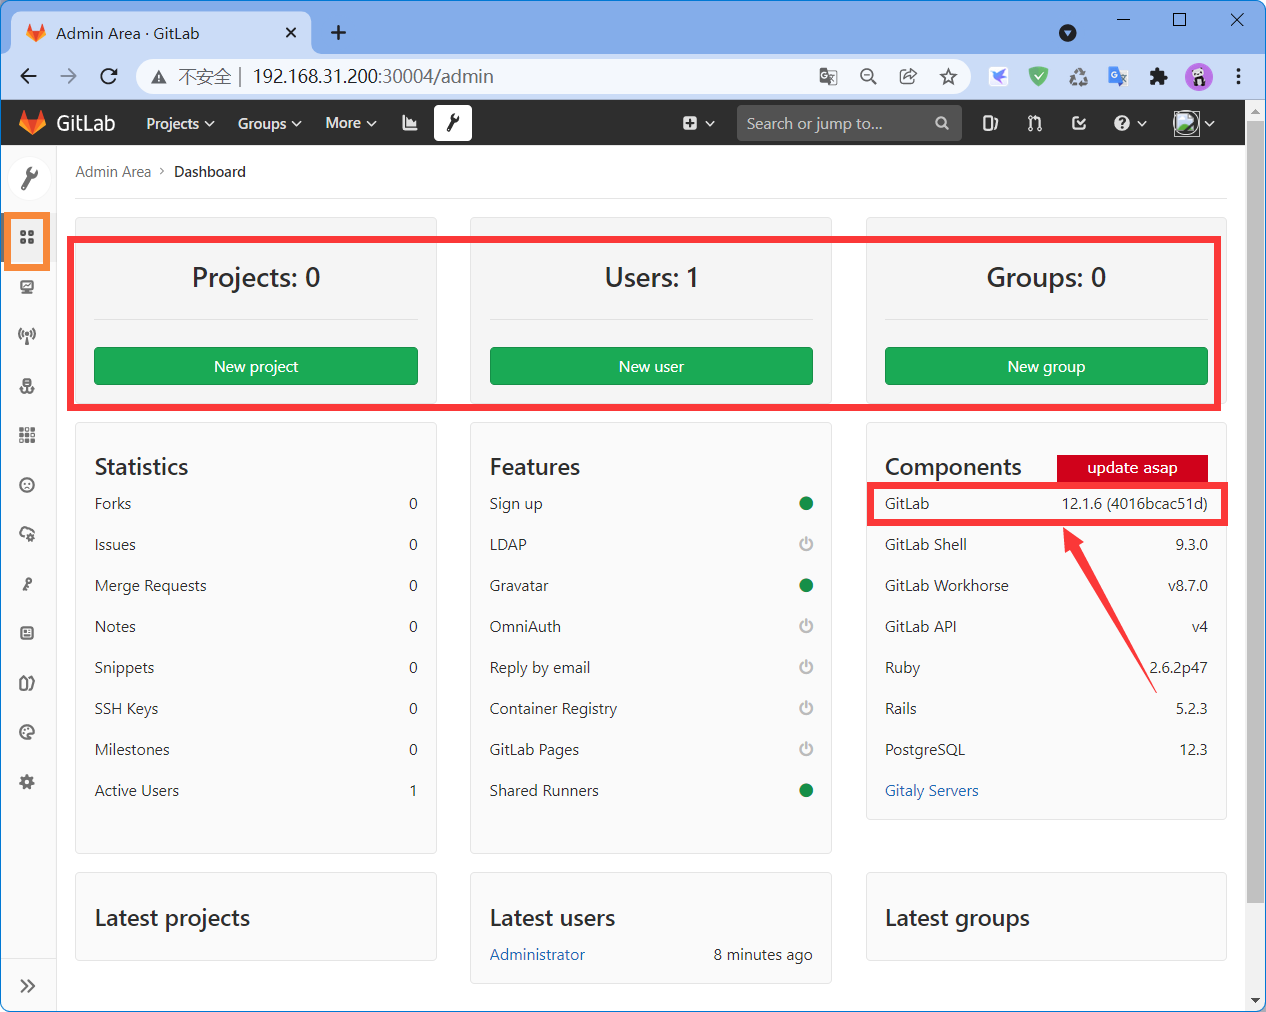 Admin Area · GitLab
不安全 | 192.168.31.200:30004/admin
GitLab Projects Groups More Search or jump to...
Admin Area > Dashboard
Projects: 0
New project
Users: 1
New user
Groups: 0
New group
Statistics
Forks 0
Issues 0
Merge Requests 0
Notes 0
Snippets 0
SSH Keys 0
Milestones 0
Active Users 1
Features
Sign up
LDAP
Gravatar
OmniAuth
Reply by email
Container Registry
GitLab Pages
Shared Runners
Components update asap
GitLab 12.1.6 (4016bcac51d)
GitLab Shell 9.3.0
GitLab Workhorse v8.7.0
GitLab API v4
Ruby 2.6.2p47
Rails 5.2.3
PostgreSQL 12.3
Gitaly Servers
Latest projects
Latest users
Administrator 8 minutes ago
Latest groups